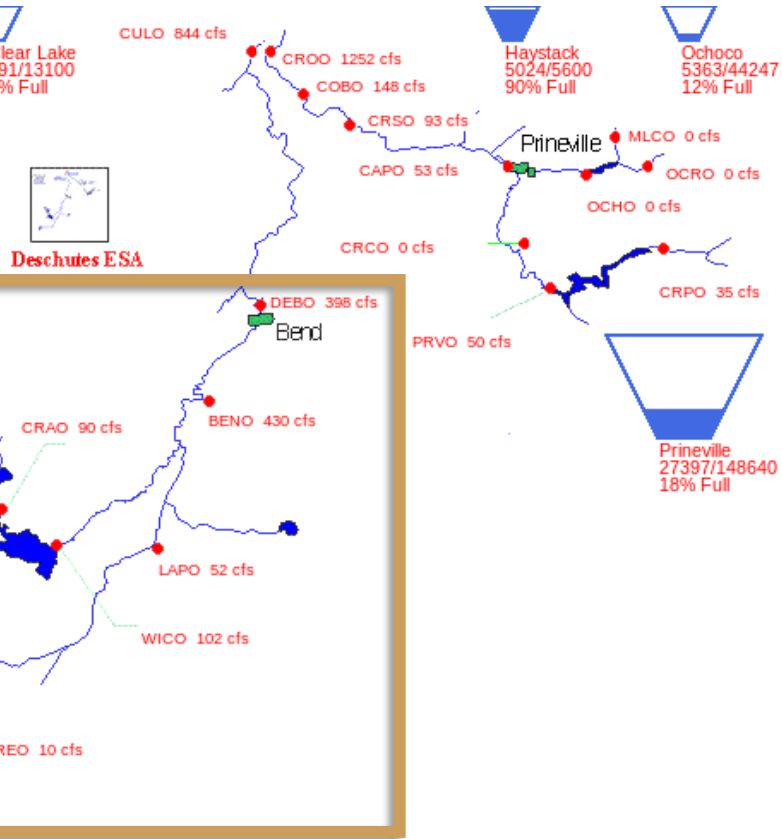 CULO 844 cfs
lear Lake
91/13100
% Full
CROO 1252 cfs
Haystack
5024/5600
90% Full
Ochoco
5363/44247
12% Full
COBO 148 cfs
CRSO 93 cfs
Prineville
MLCO 0 cfs
CAPO 53 cfs
OCRO 0 cfs
OCHO 0 cfs
CRCO 0 cfs
Deschutes ESA
CRPO 35 cfs
DEBO 398 cfs
Bend
PRVO 50 cfs
BENO 430 cfs
CRAO 90 cfs
Prineville
27397/148640
18% Full
LAPO 52 cfs
WICO 102 cfs
REO 10 cfs